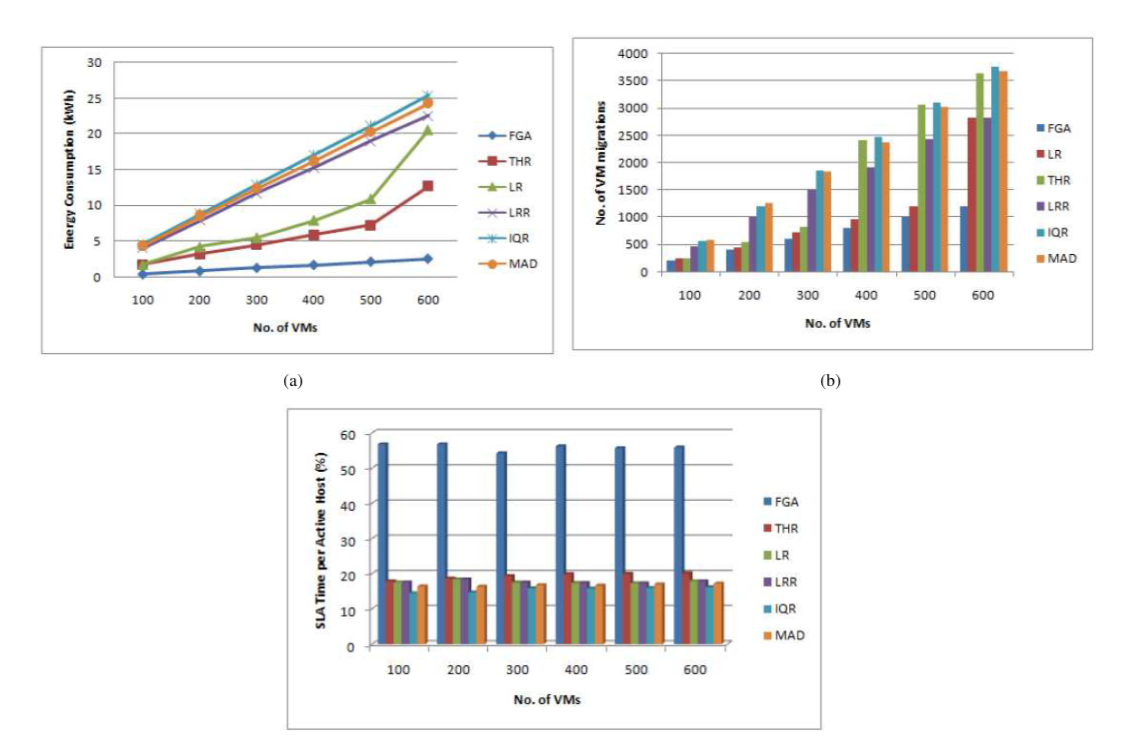 30
25
20
15
10
5
0
Energy Consumption (kWh)
100 200 300 400 500 600
No. of VMs
FGA
THR
LR
LRR
IQR
MAD
(a)
4000
3500
3000
2500
2000
1500
1000
500
0
No. of VM migrations
100 200 300 400 500 600
No. of VMs
FGA
LR
THR
LRR
IQR
MAD
(b)
60
50
40
30
20
10
0
SLA Time per Active Host (%)
100 200 300 400 500 600
No. of VMs
FGA
THR
LR
LRR
IQR
MAD